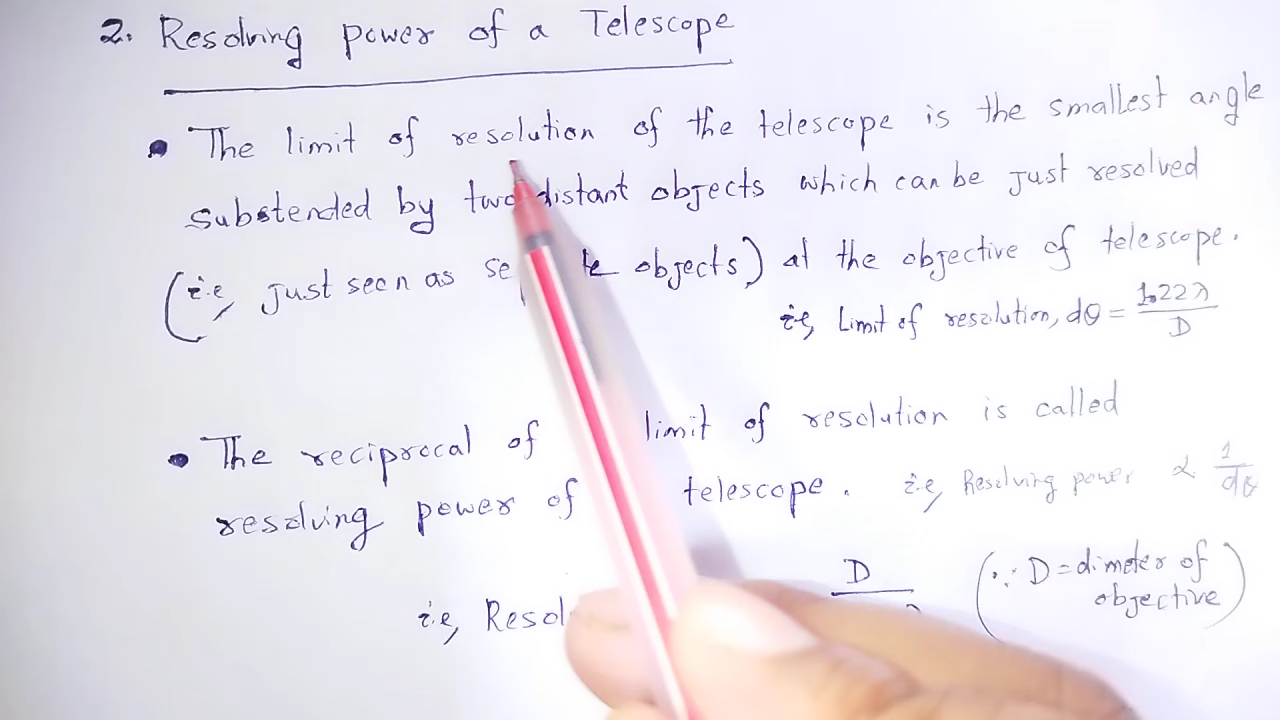 2. Resolving power of a Telescope
• The limit of resolution of the telescope is the smallest angle
substended by two distant objects which can be just resolved
(i.e, just seen as objects) at the objective of telescope.
i.e, Limit of resolution, dθ = 1.22λ/D
• The reciprocal of limit of resolution is called
resolving power of telescope. i.e, Resolving power ∝ 1/dθ
i.e, D (∵ D = dimeter of
objective)